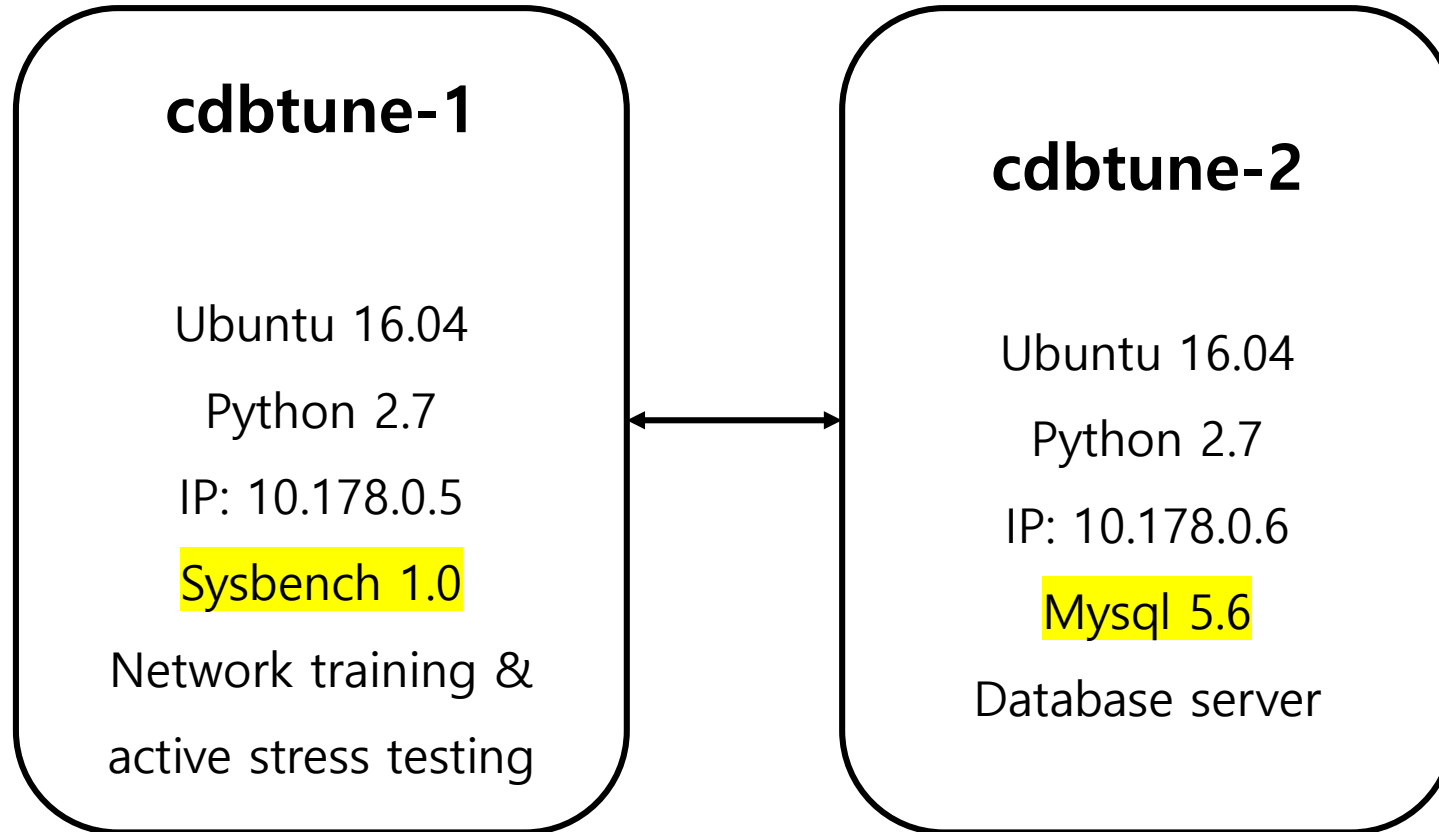 cdbtune-1
Ubuntu 16.04
Python 2.7
IP: 10.178.0.5
Sysbench 1.0
Network training &
active stress testing
cdbtune-2
Ubuntu 16.04
Python 2.7
IP: 10.178.0.6
Mysql 5.6
Database server